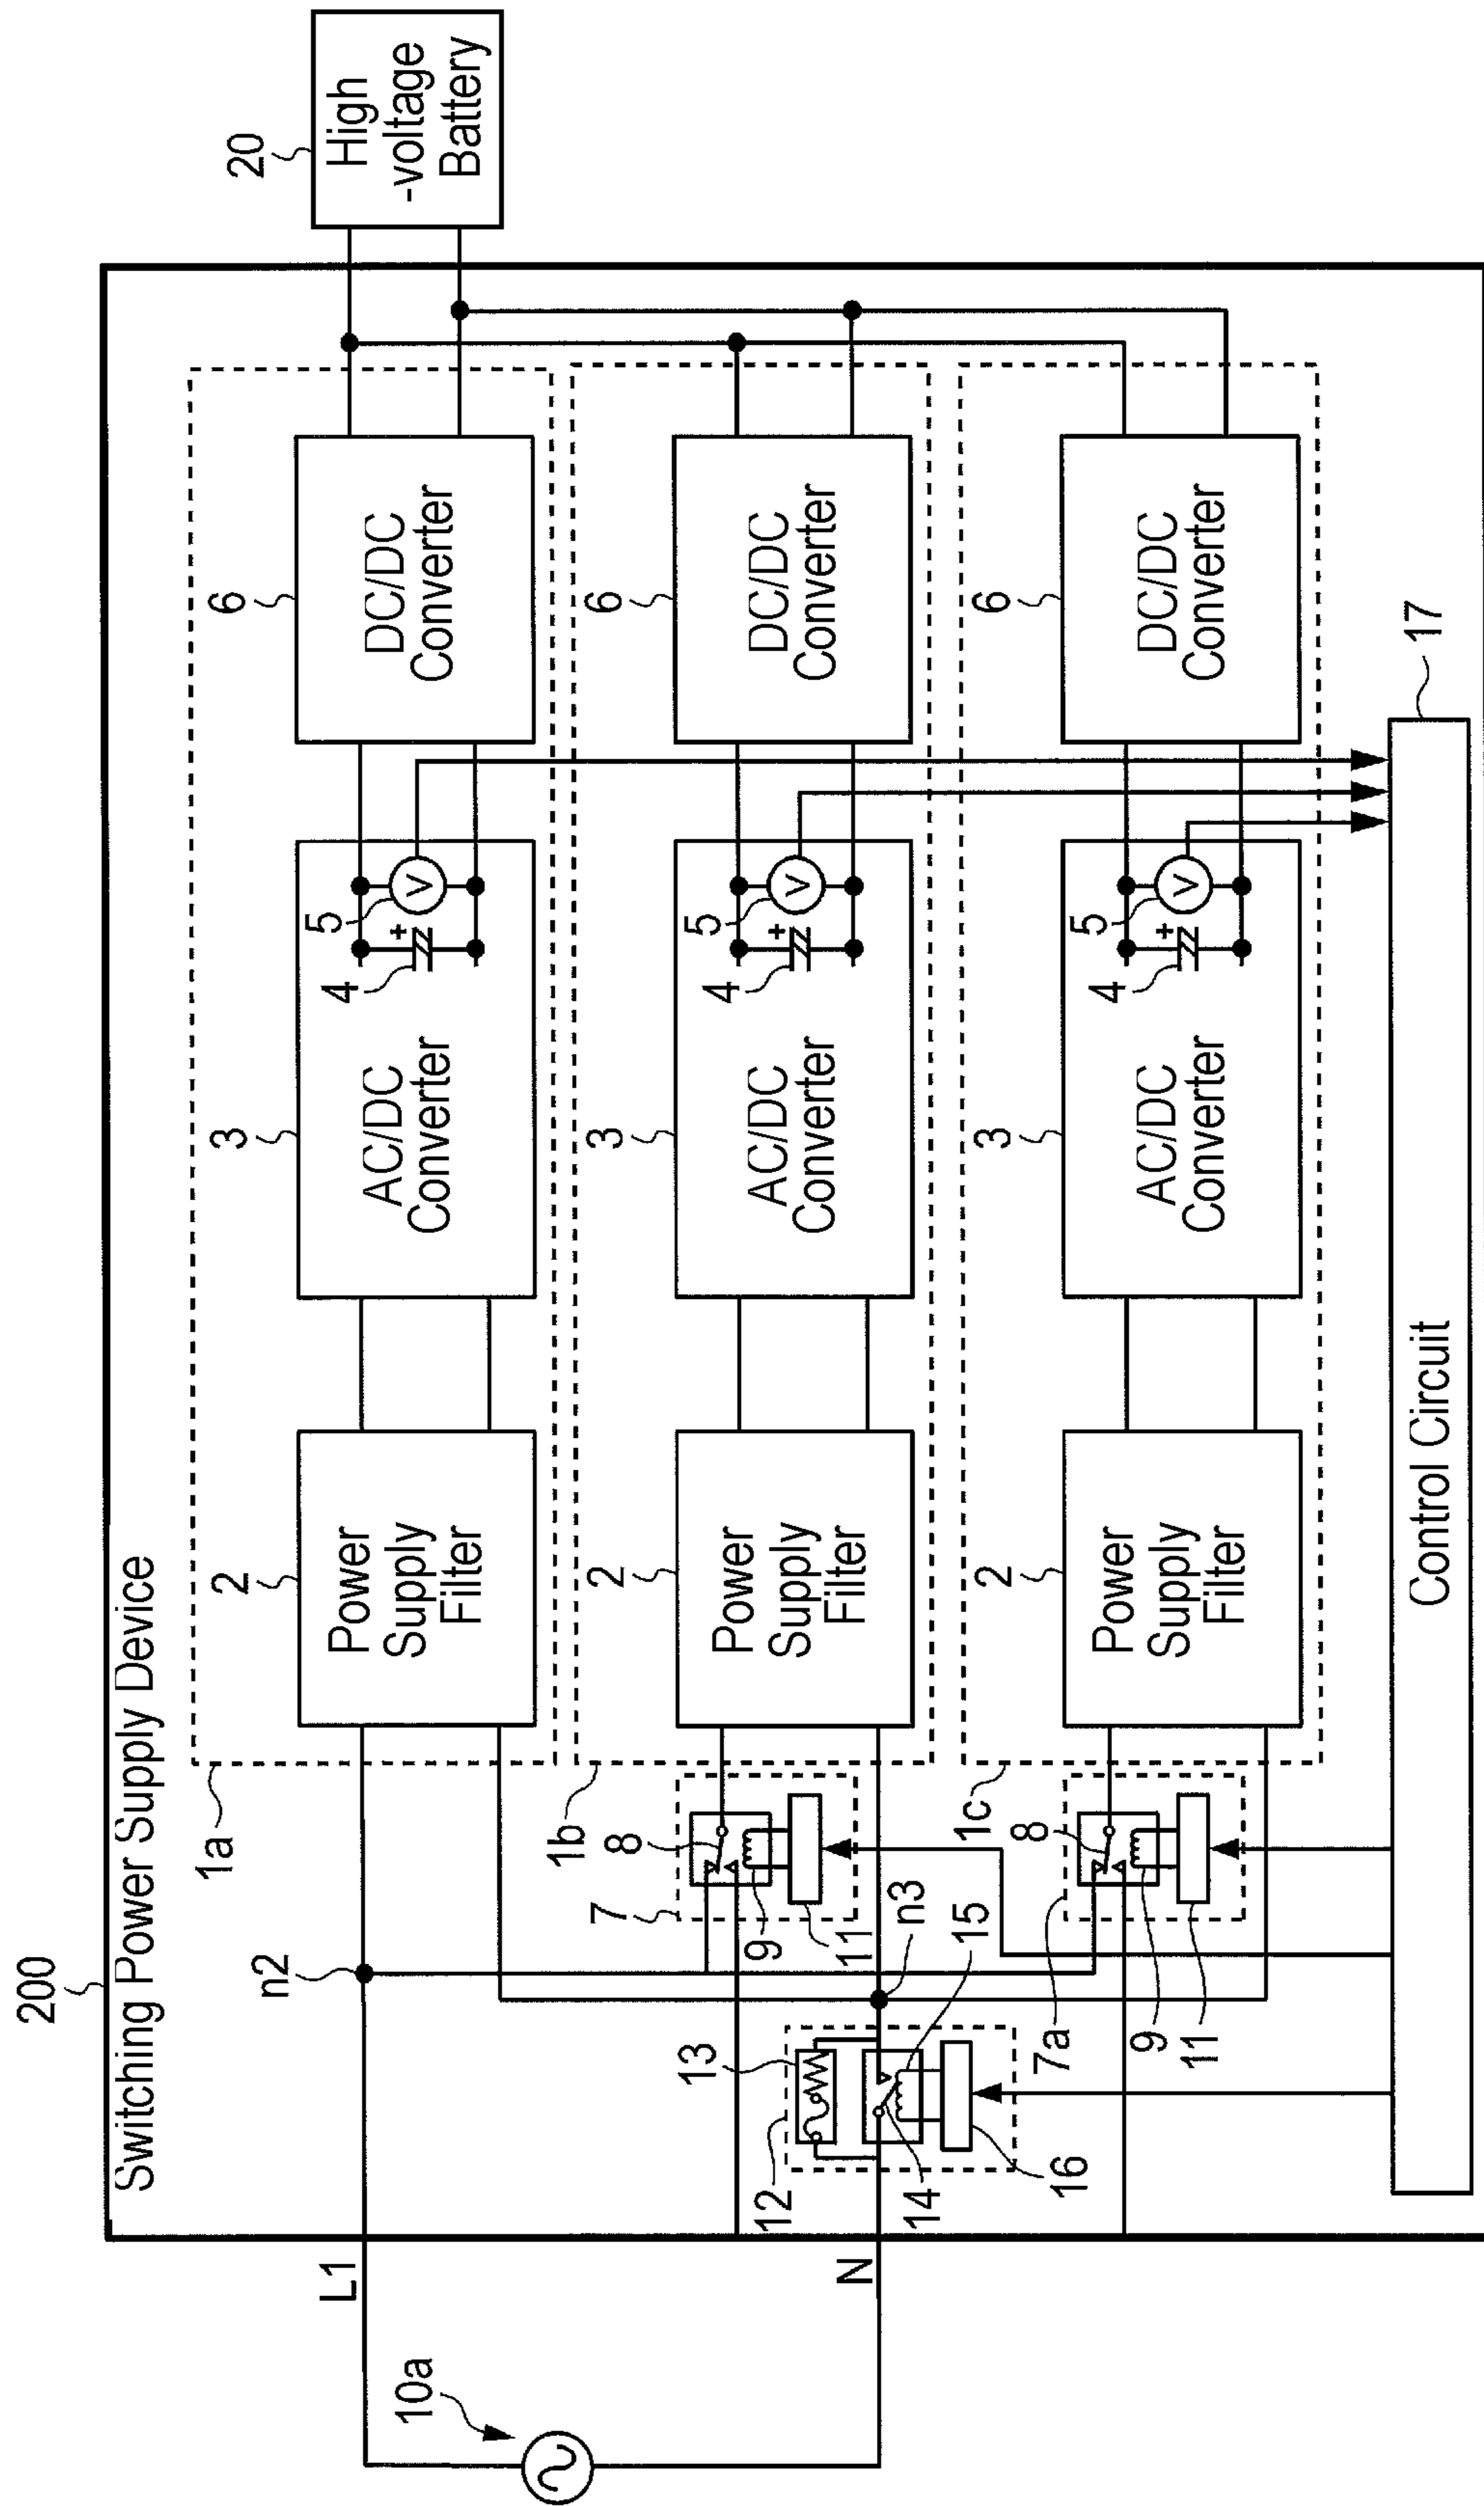 200
Switching Power Supply Device
20
High
-voltage
Battery
1a
2
Power
Supply
Filter
3
AC/DC
Converter
4
5
+
V
6
DC/DC
Converter
L1
n2
10a
1b
7
8
9
11
2
Power
Supply
Filter
3
AC/DC
Converter
4
5
+
V
6
DC/DC
Converter
N
12
13
14
15
16
n3
1c
7a
8
9
11
2
Power
Supply
Filter
3
AC/DC
Converter
4
5
+
V
6
DC/DC
Converter
17
Control Circuit